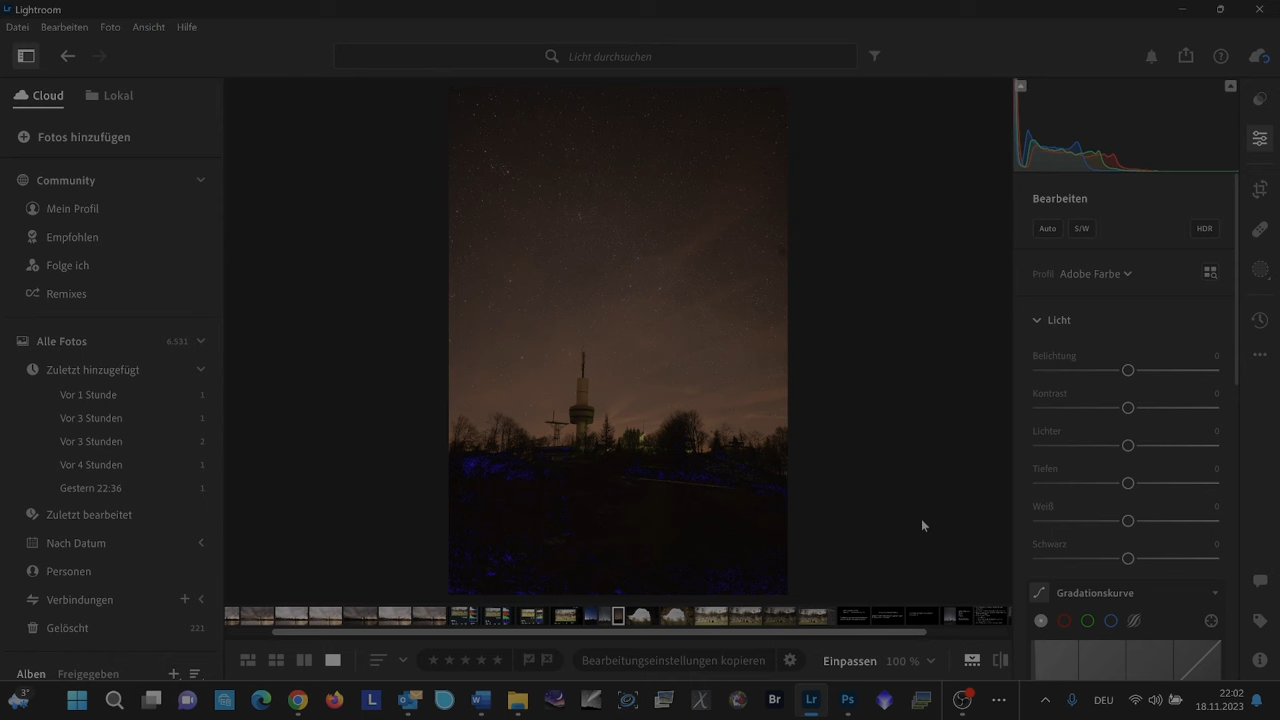 Lr Lightroom
Datei Bearbeiten Foto Ansicht Hilfe
Licht durchsuchen
Cloud Lokal
Fotos hinzufügen
Community
Mein Profil
Empfohlen
Folge ich
Remixes
Alle Fotos 6.531
Zuletzt hinzugefügt
Vor 1 Stunde 1
Vor 3 Stunden 1
Vor 3 Stunden 2
Vor 4 Stunden 1
Gestern 22:36 1
Zuletzt bearbeitet
Nach Datum
Personen
Verbindungen
Gelöscht 221
Alben Freigegeben
Bearbeiten
Auto S/W HDR
Profil Adobe Farbe
Licht
Belichtung 0
Kontrast 0
Lichter 0
Tiefen 0
Weiß 0
Schwarz 0
Gradationskurve
Bearbeitungseinstellungen kopieren Einpassen 100 %
3° L W Br Lr Ps DEU 22:02
18.11.2023